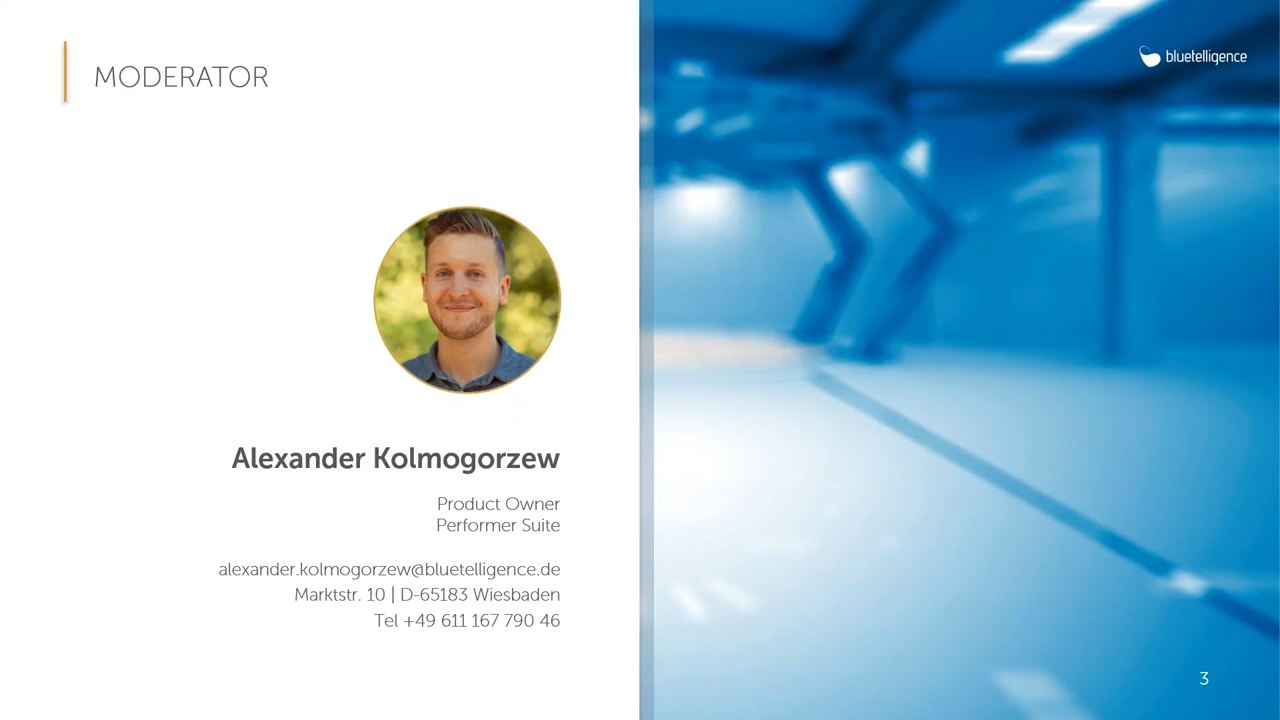 MODERATOR
bluetelligence
Alexander Kolmogorzew
Product Owner
Performer Suite
alexander.kolmogorzew@bluetelligence.de
Marktstr. 10 | D-65183 Wiesbaden
Tel +49 611 167 790 46
3